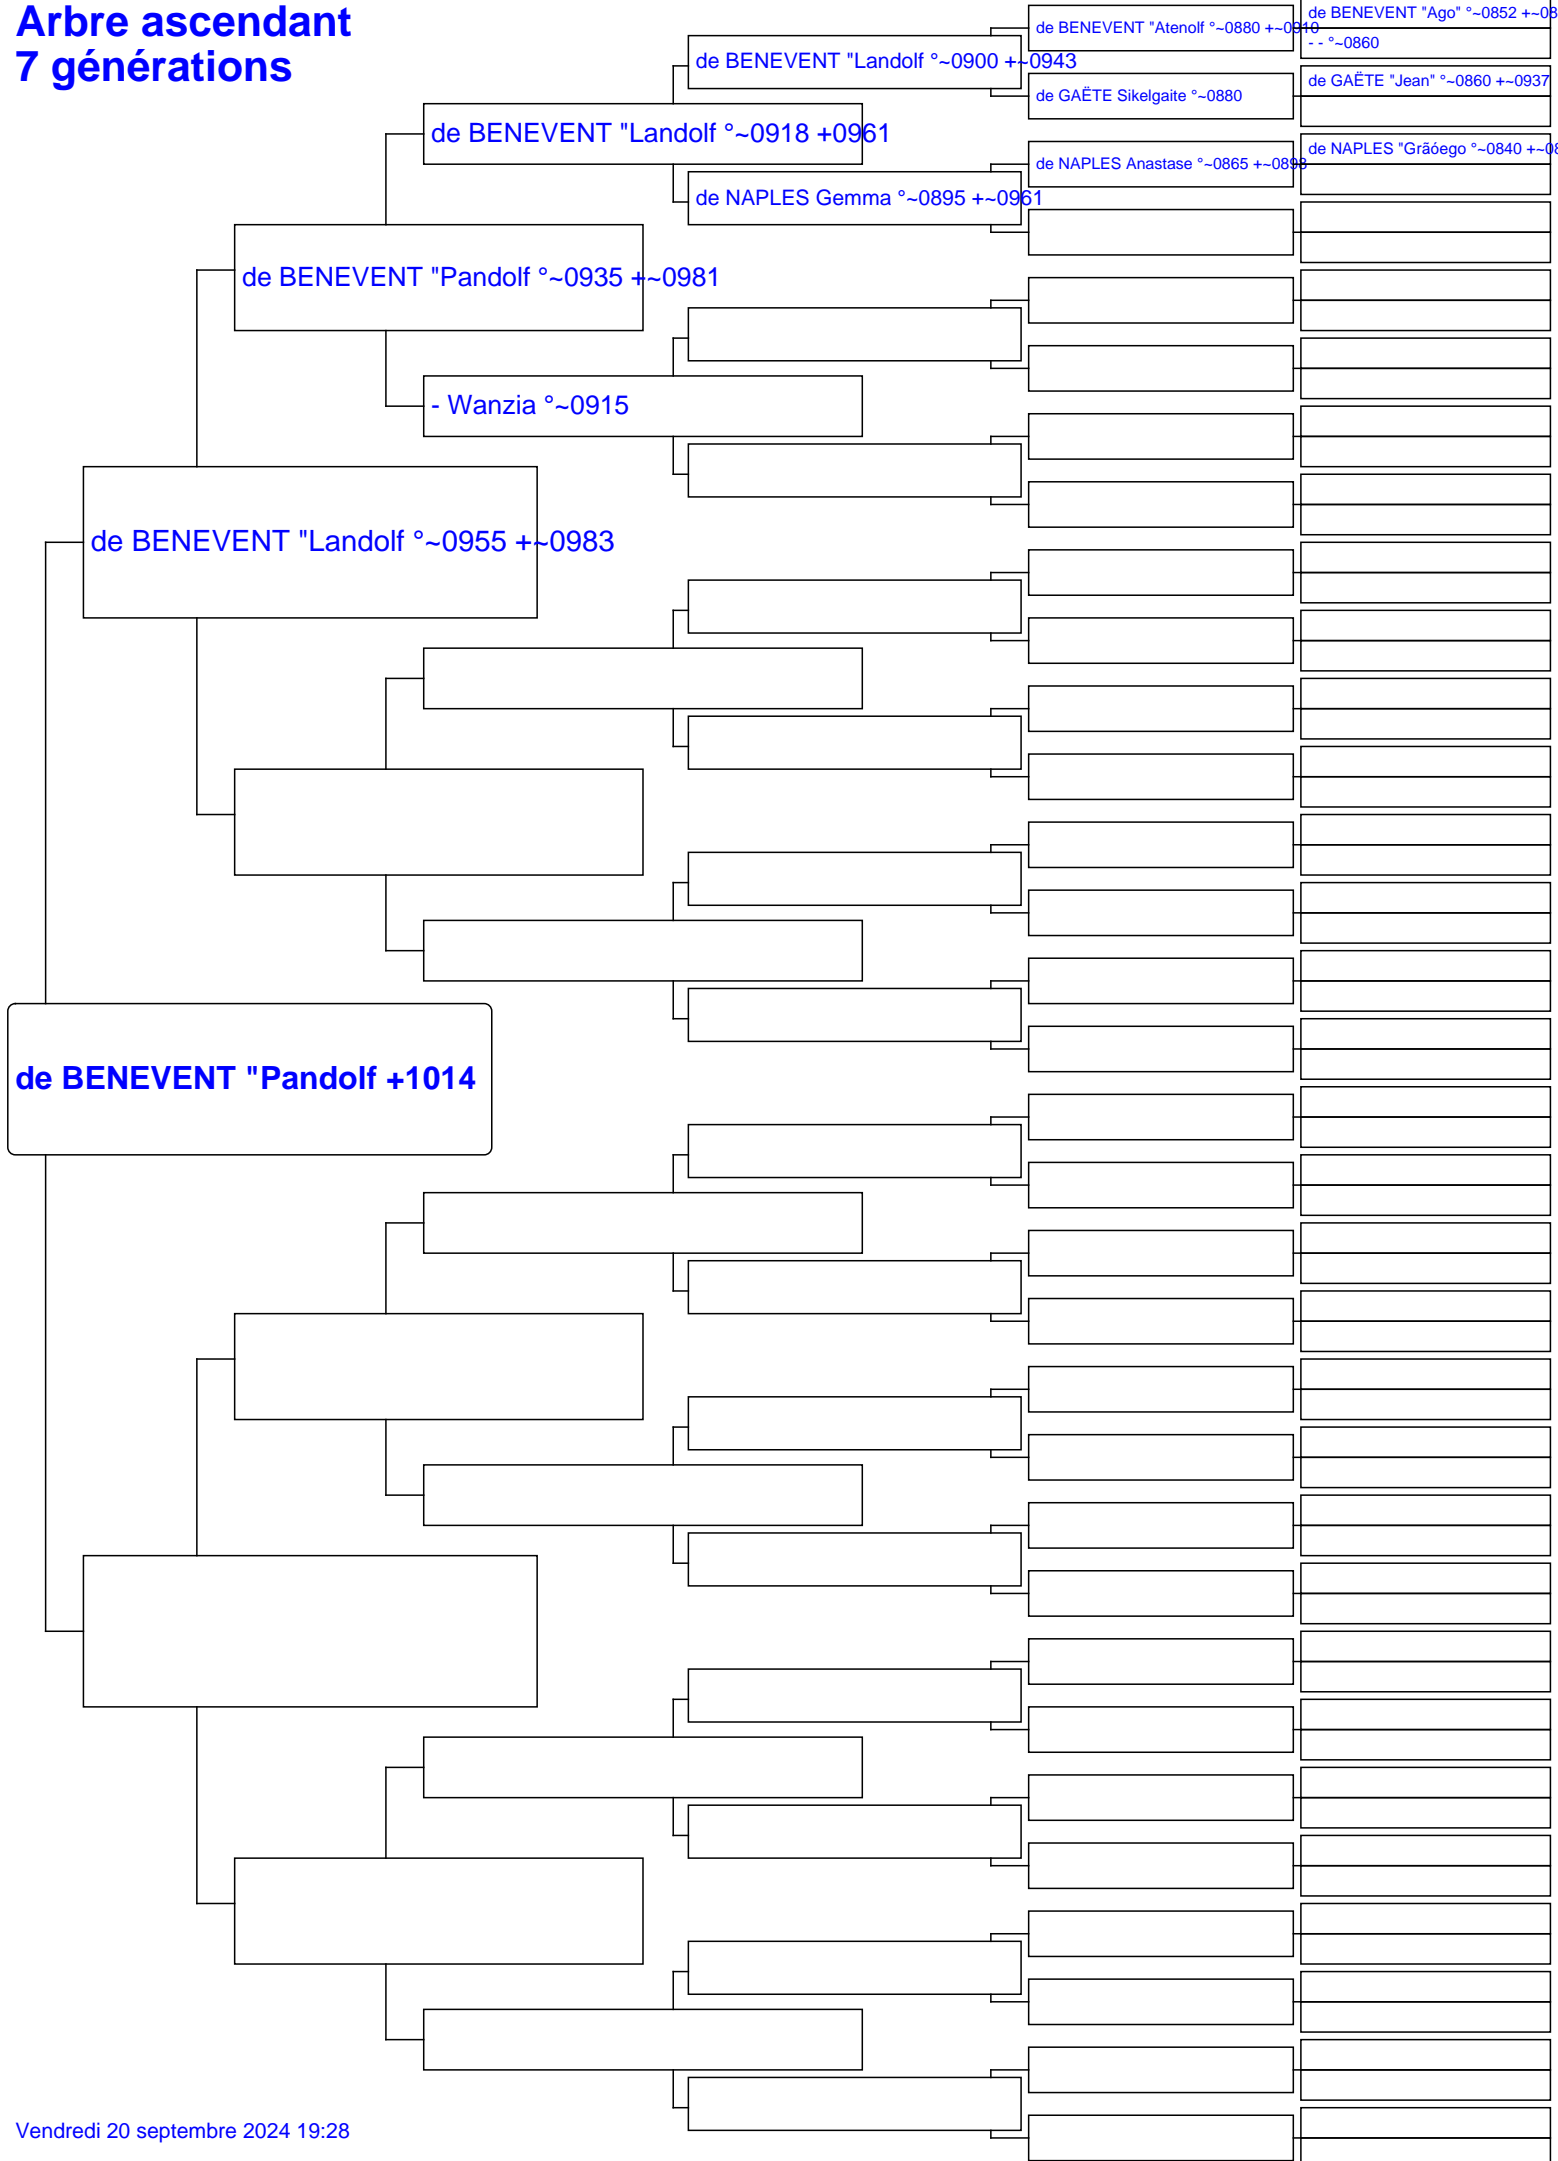 Arbre ascendant
7 générations
de BENEVENT "Ago" °~0852 +~08
de BENEVENT "Atenolf °~0880 +~0910
- - °~0860
de BENEVENT "Landolf °~0900 +~0943
de GAËTE "Jean" °~0860 +~0937
de GAËTE Sikelgaite °~0880
de BENEVENT "Landolf °~0918 +0961
de NAPLES "Grãóego °~0840 +~08
de NAPLES Anastase °~0865 +~0898
de NAPLES Gemma °~0895 +~0961
de BENEVENT "Pandolf °~0935 +~0981
- Wanzia °~0915
de BENEVENT "Landolf °~0955 +~0983
de BENEVENT "Pandolf +1014
Vendredi 20 septembre 2024 19:28